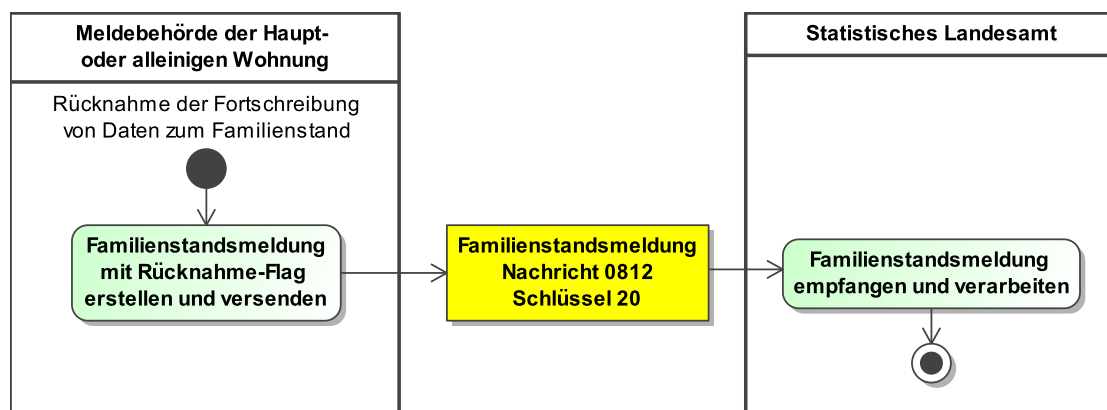 Meldebehörde der Haupt-
oder alleinigen Wohnung
Statistisches Landesamt
Rücknahme der Fortschreibung
von Daten zum Familienstand
Familienstandsmeldung
mit Rücknahme-Flag
erstellen und versenden
Familienstandsmeldung
Nachricht 0812
Schlüssel 20
Familienstandsmeldung
empfangen und verarbeiten